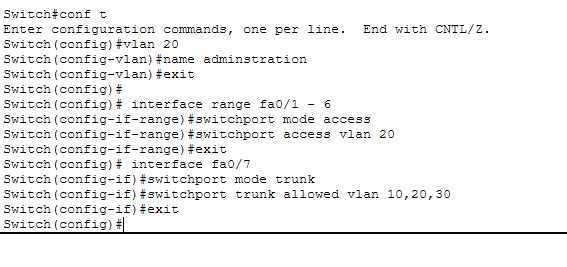 Switch#conf t
Enter configuration commands, one per line.  End with CNTL/Z.
Switch(config)#vlan 20
Switch(config-vlan)#name adminstration
Switch(config-vlan)#exit
Switch(config)#
Switch(config)# interface range fa0/1 - 6
Switch(config-if-range)#switchport mode access
Switch(config-if-range)#switchport access vlan 20
Switch(config-if-range)#exit
Switch(config)# interface fa0/7
Switch(config-if)#switchport mode trunk
Switch(config-if)#switchport trunk allowed vlan 10,20,30
Switch(config-if)#exit
Switch(config)#